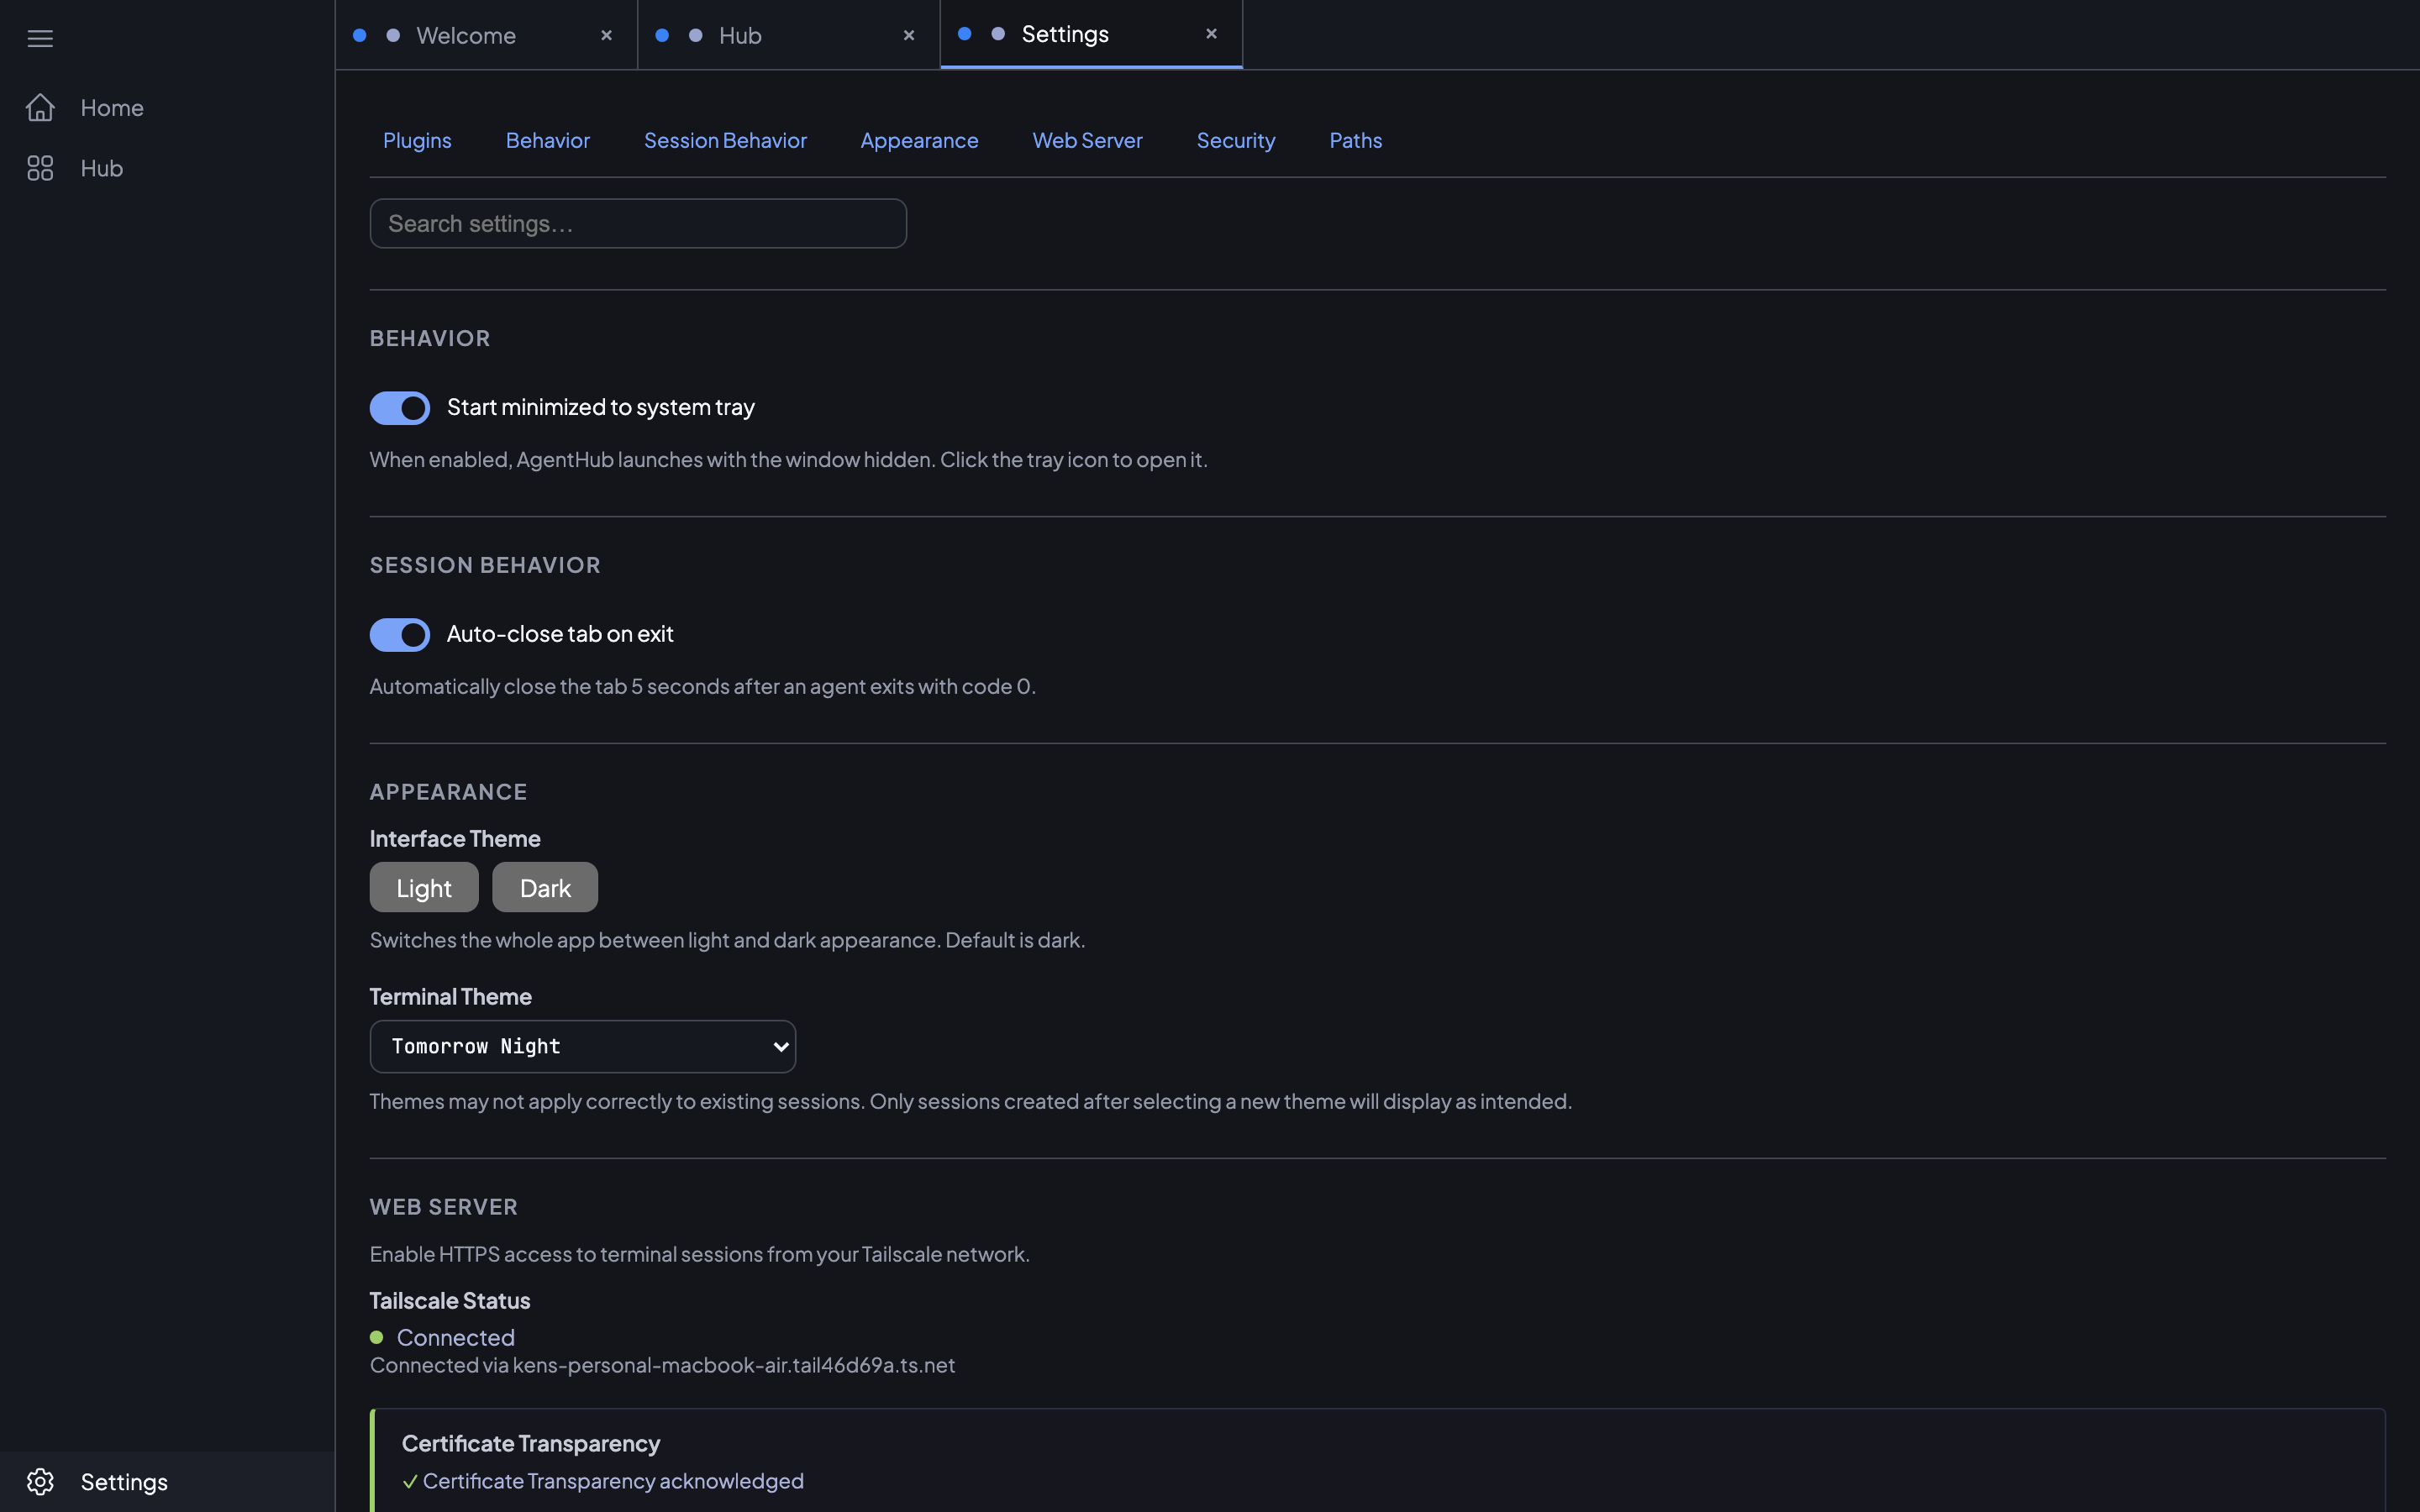 Welcome ×
Hub ×
Settings ×
Home
Hub
Settings
Plugins Behavior Session Behavior Appearance Web Server Security Paths
Search settings...
BEHAVIOR
Start minimized to system tray
When enabled, AgentHub launches with the window hidden. Click the tray icon to open it.
SESSION BEHAVIOR
Auto-close tab on exit
Automatically close the tab 5 seconds after an agent exits with code 0.
APPEARANCE
Interface Theme
Light Dark
Switches the whole app between light and dark appearance. Default is dark.
Terminal Theme
Tomorrow Night
Themes may not apply correctly to existing sessions. Only sessions created after selecting a new theme will display as intended.
WEB SERVER
Enable HTTPS access to terminal sessions from your Tailscale network.
Tailscale Status
Connected
Connected via kens-personal-macbook-air.tail46d69a.ts.net
Certificate Transparency
✓ Certificate Transparency acknowledged